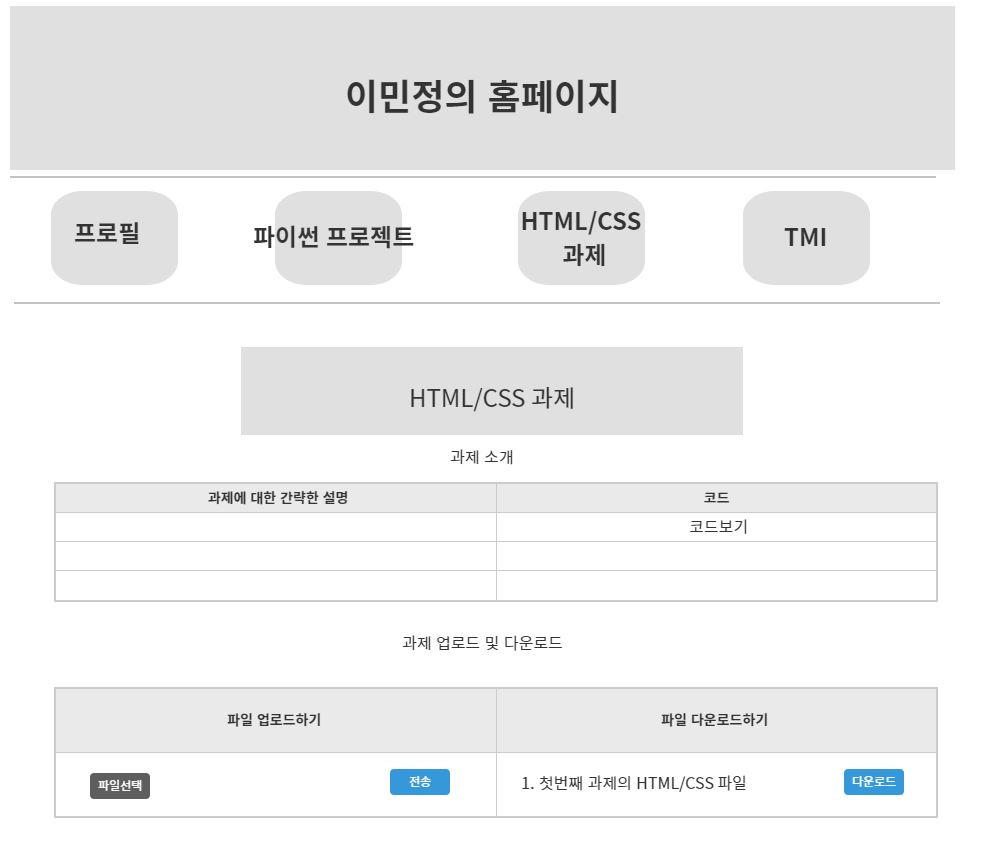 이민정의 홈페이지
프로필
파이썬 프로젝트
HTML/CSS
과제
TMI
HTML/CSS 과제
과제 소개
과제에 대한 간략한 설명
코드
코드보기
과제 업로드 및 다운로드
파일 업로드하기
파일 다운로드하기
파일선택
전송
1. 첫번째 과제의 HTML/CSS 파일
다운로드